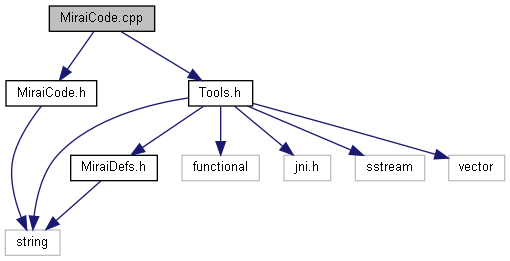 MiraiCode.cpp
MiraiCode.h
Tools.h
MiraiDefs.h
functional
jni.h
sstream
vector
string